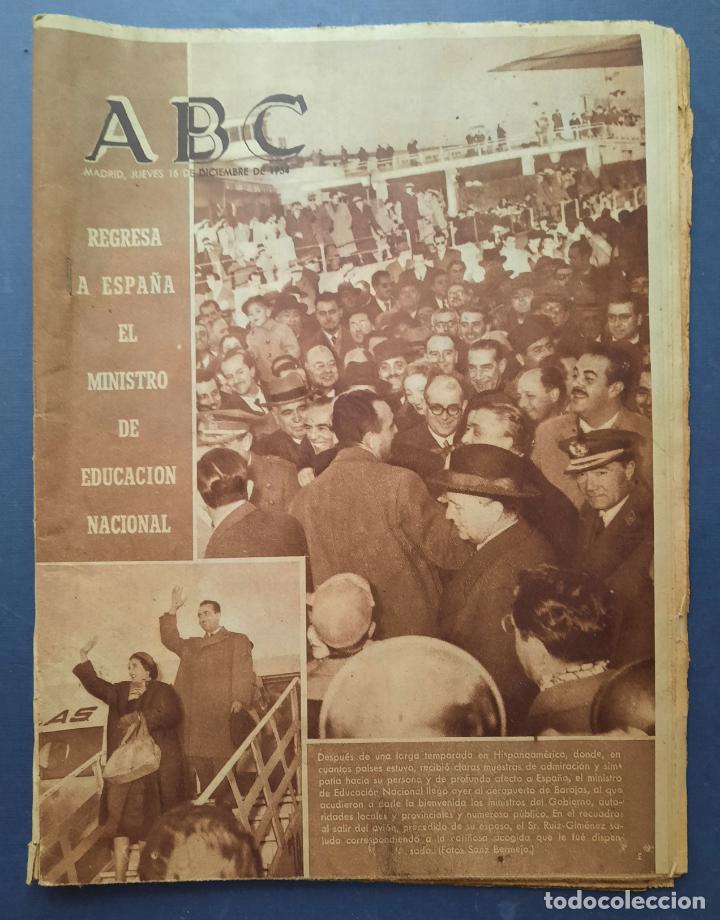 ABC
MADRID, JUEVES 16 DE DICIEMBRE DE 1954
REGRESA
A ESPAÑA
EL
MINISTRO
DE
EDUCACION
NACIONAL
AS
Después de una larga temporada en Hispanoamérica, donde, en
cuantos países estuvo, recibió claras muestras de admiración y sim-
patía hacia su persona y de profundo afecto a España, el ministro
de Educación Nacional llegó ayer al aeropuerto de Barajas, al que
acudieron a darle la bienvenida los ministros del Gobierno, auto-
ridades locales y provinciales y numeroso público. En el recuadro
al salir del avión, precedido de su esposa, el Sr. Ruiz-Giménez sa-
luda correspondiendo a la cariñosa acogida que le fué dispen-
sada. (Fotos Sanz Bermejo.)
todocoleccion